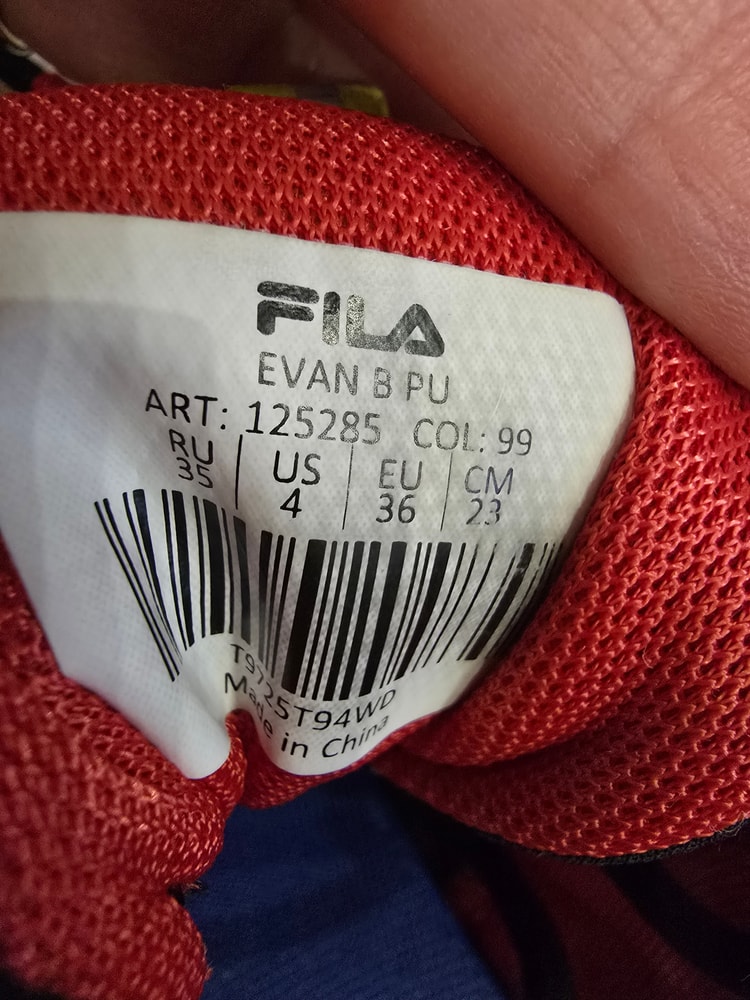 FILA
EVAN B PU
ART: 125285 COL: 99
RU US EU CM
35 4 36 23
T9725T94WD
Made in China